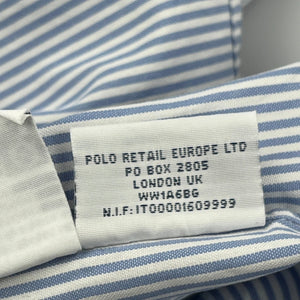 POLO RETAIL EUROPE LTD
PO BOX 2805
LONDON UK
WW1A6BG
N.I.F:IT00001609999